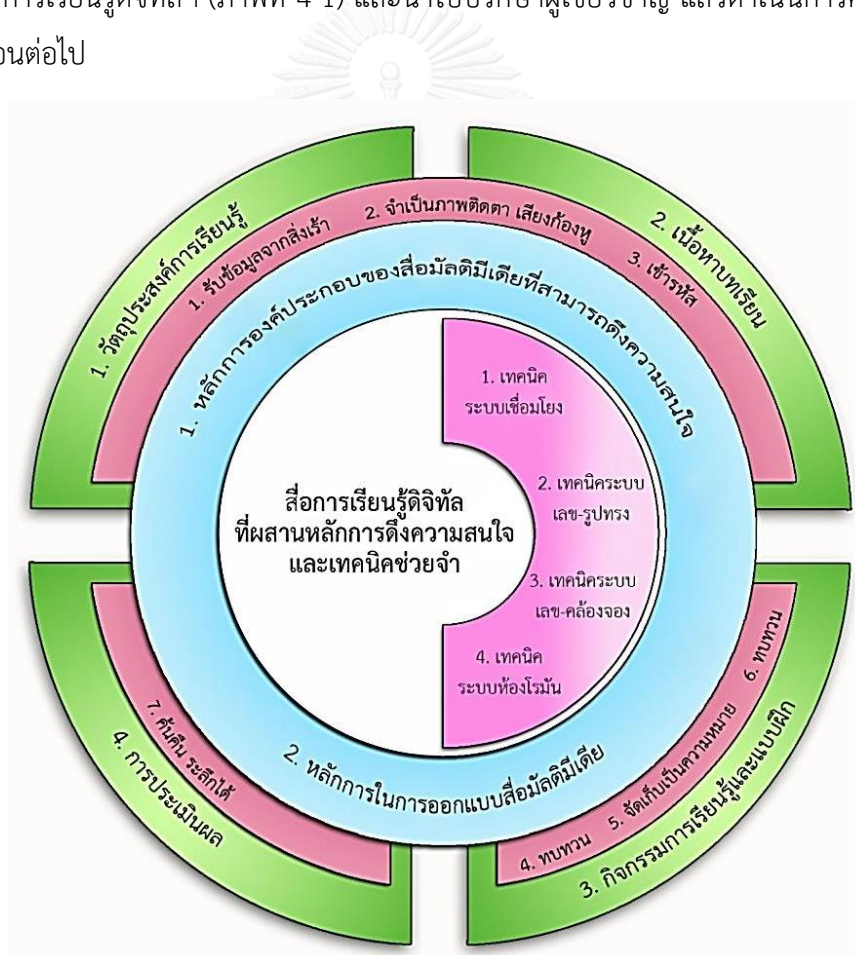 การเรียนรู้ดิจิทัลฯ (ภาพที่ 4-1) และนำไปปรึกษาผู้เชี่ยวชาญ แล้วดำเนินการ
อนต่อไป
1. วัตถุประสงค์การเรียนรู้
2. เนื้อหาบทเรียน
1. รับข้อมูลจากสิ่งเร้า
2. จำเป็นภาพติดตา เสียงก้องหู
3. เข้ารหัส
1. หลักการองค์ประกอบของสื่อมัลติมีเดียที่สามารถดึงความสนใจ
1. เทคนิค
ระบบเชื่อมโยง
2. เทคนิคระบบ
เลข-รูปทรง
สื่อการเรียนรู้ดิจิทัล
ที่ผสานหลักการดึงความสนใจ
และเทคนิคช่วยจำ
3. เทคนิคระบบ
เลข-คล้องจอง
4. เทคนิค
ระบบห้องโรมัน
2. หลักการในการออกแบบสื่อมัลติมีเดีย
7. ค้นคืน ระลึกได้
4. การประเมินผล
4. ทบทวน
5. จัดเก็บเป็นความหมาย
6. ทบทวน
3. กิจกรรมการเรียนรู้และแบบฝึก